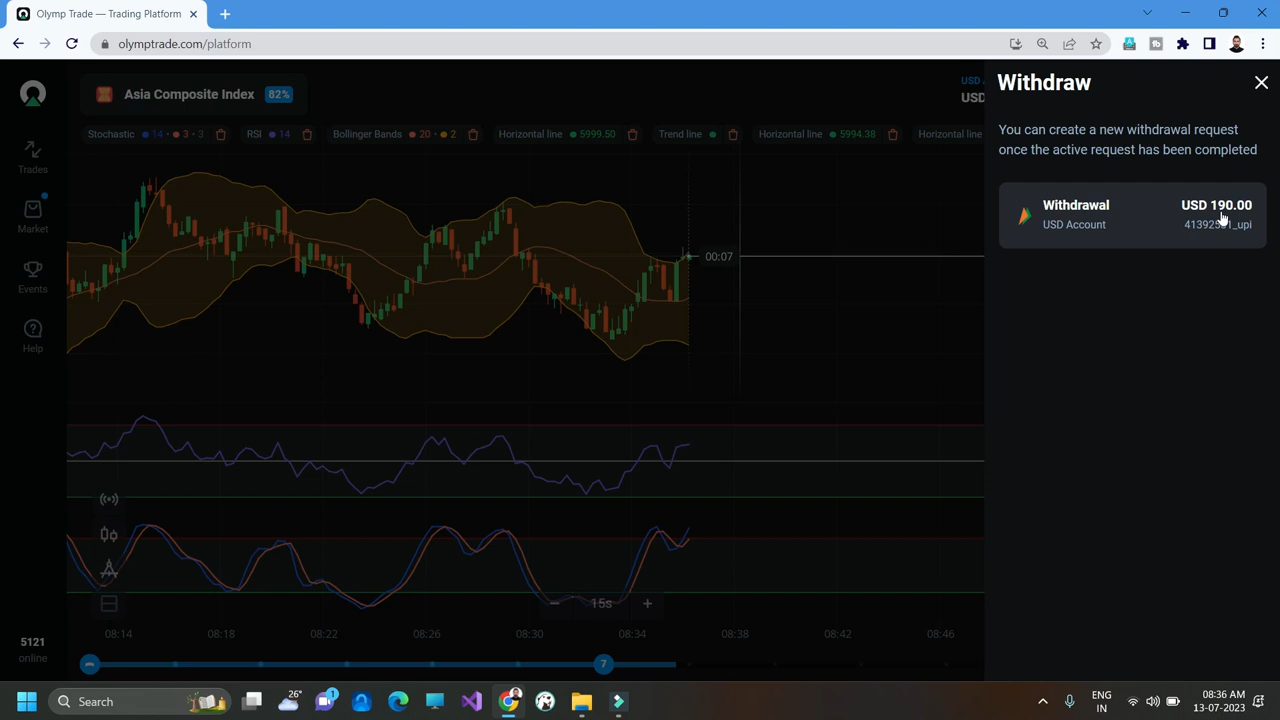 Olymp Trade — Trading Platform
olymptrade.com/platform
Asia Composite Index 82%
USD
USD
Withdraw
You can create a new withdrawal request
once the active request has been completed
Withdrawal USD 190.00
USD Account
Stochastic 14 • 3 • 3
RSI 14
Bollinger Bands 20 • 2
Horizontal line 5999.50
Trend line
Horizontal line 5994.38
Horizontal line
Trades
Market
Events
Help
00:07
15s
08:14 08:18 08:22 08:26 08:30 08:34 08:38 08:42 08:46
7
5121
online
Search
26°
1
ENG
IN
08:36 AM
13-07-2023